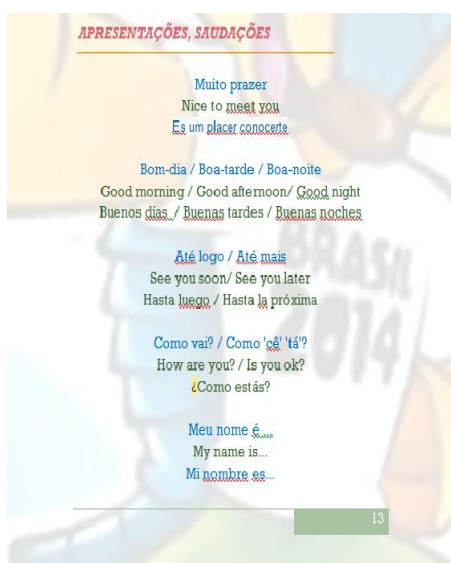 APRESENTAÇÕES, SAUDAÇÕES
Muito prazer
Nice to meet you
Es um placer conocerte
Bom-dia / Boa-tarde / Boa-noite
Good morning / Good afternoon/ Good night
Buenos días / Buenas tardes / Buenas noches
Até logo / Até mais
See you soon/ See you later
Hasta luego / Hasta la próxima
Como vai? / Como 'cê' 'tá'?
How are you? / Is you ok?
¿Como estás?
Meu nome é....
My name is...
Mi nombre es...
BRASIL
2014
13